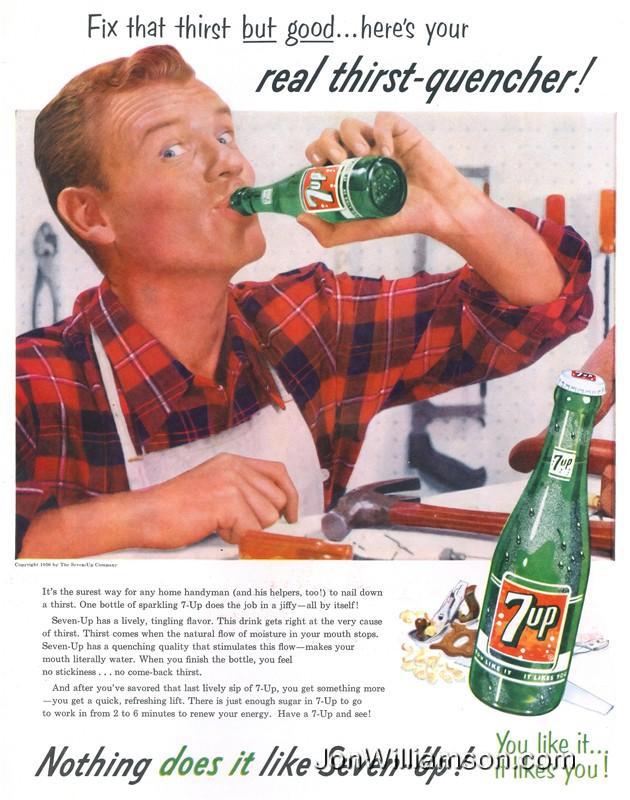 Fix that thirst but good...here's your
real thirst-quencher!
7up
Copyright 1956 by The Seven-Up Company
7up
7up
7up
YOU LIKE IT IT LIKES YOU
It's the surest way for any home handyman (and his helpers, too!) to nail down
a thirst. One bottle of sparkling 7-Up does the job in a jiffy—all by itself!
Seven-Up has a lively, tingling flavor. This drink gets right at the very cause
of thirst. Thirst comes when the natural flow of moisture in your mouth stops.
Seven-Up has a quenching quality that stimulates this flow—makes your
mouth literally water. When you finish the bottle, you feel
no stickiness . . . no come-back thirst.
And after you've savored that last lively sip of 7-Up, you get something more
—you get a quick, refreshing lift. There is just enough sugar in 7-Up to go
to work in from 2 to 6 minutes to renew your energy. Have a 7-Up and see!
Nothing does it like Seven-Up!
You like it...
it likes you!
JonWilliamson.com